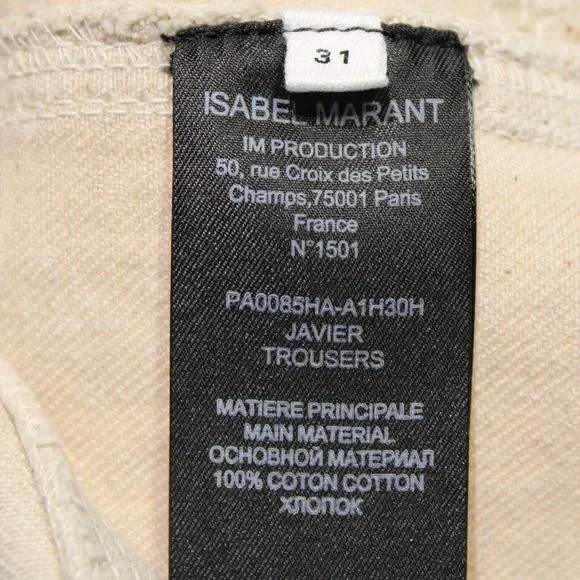 31
ISABEL MARANT
IM PRODUCTION
50, rue Croix des Petits
Champs,75001 Paris
France
N°1501
PA0085HA-A1H30H
JAVIER
TROUSERS
MATIERE PRINCIPALE
MAIN MATERIAL
ОСНОВНОЙ МАТЕРИАЛ
100% COTON COTTON
ХЛОПОК